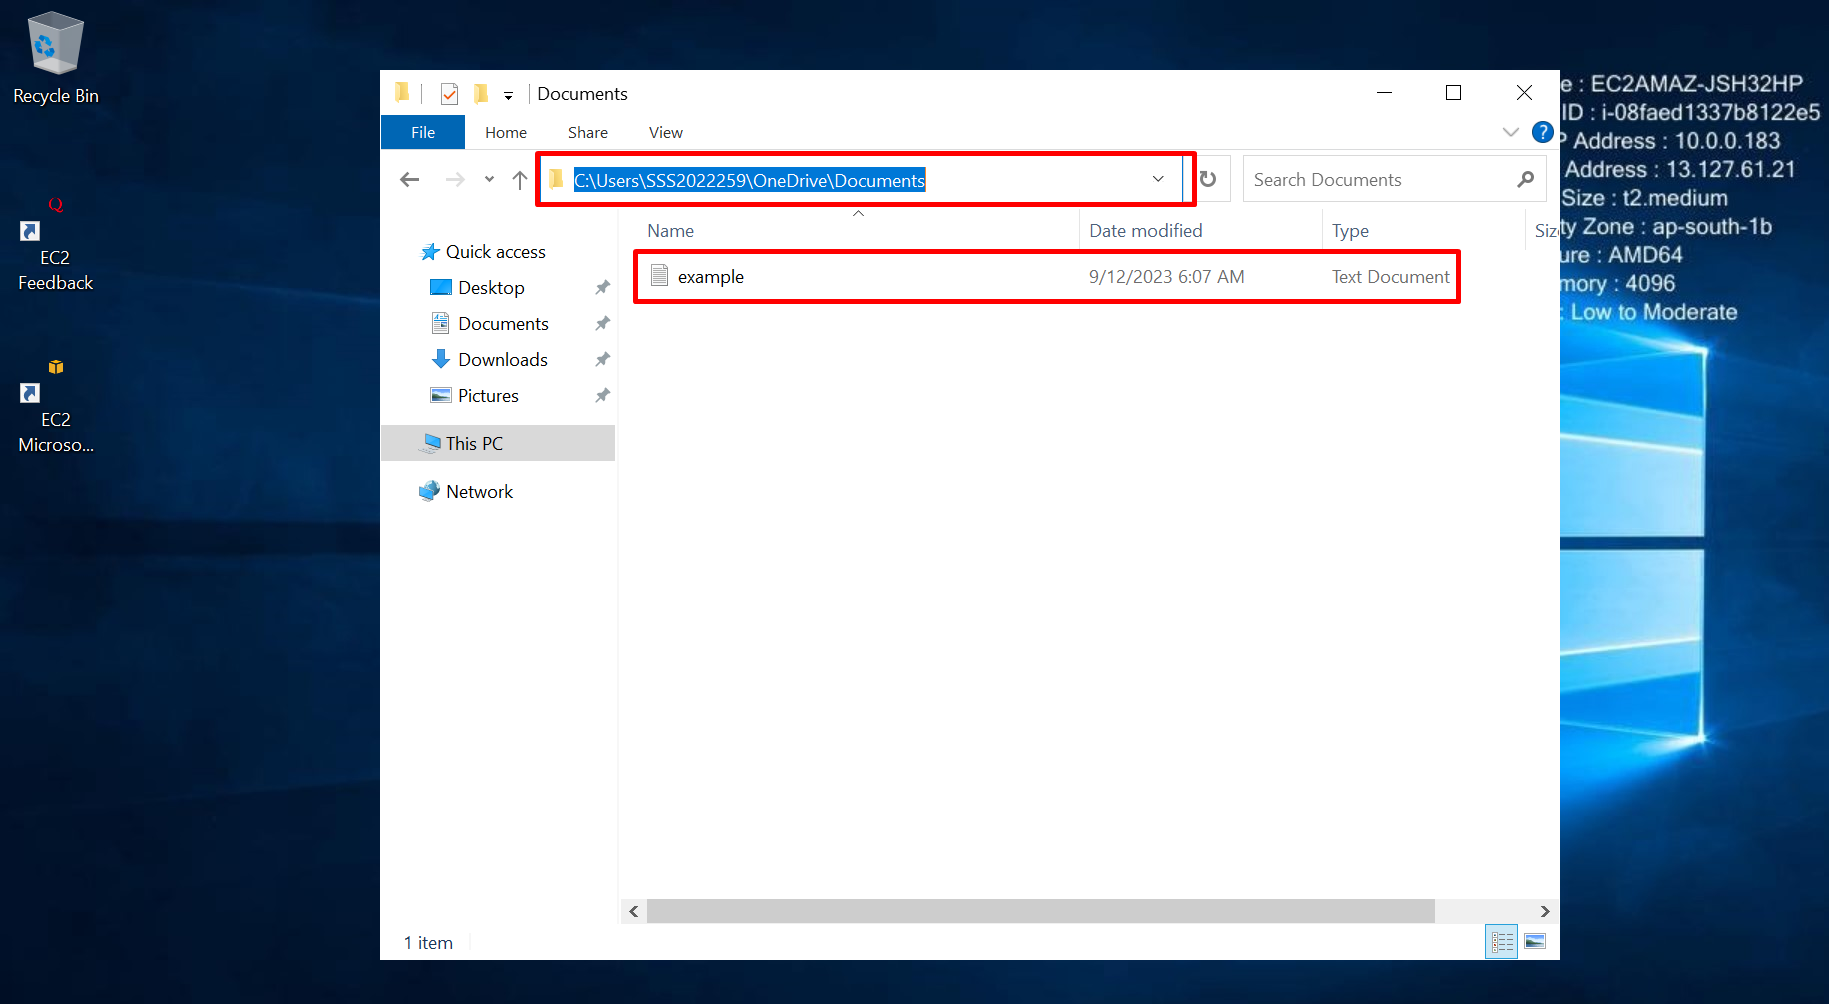 Recycle Bin
EC2
Feedback
EC2
Microso...
Documents
File Home Share View
?
C:\Users\SSS2022259\OneDrive\Documents
Search Documents
Name Date modified Type Siz
example 9/12/2023 6:07 AM Text Document
Quick access
Desktop
Documents
Downloads
Pictures
This PC
Network
1 item
e : EC2AMAZ-JSH32HP
ID : i-08faed1337b8122e5
P Address : 10.0.0.183
Address : 13.127.61.21
Size : t2.medium
ty Zone : ap-south-1b
ure : AMD64
mory : 4096
: Low to Moderate